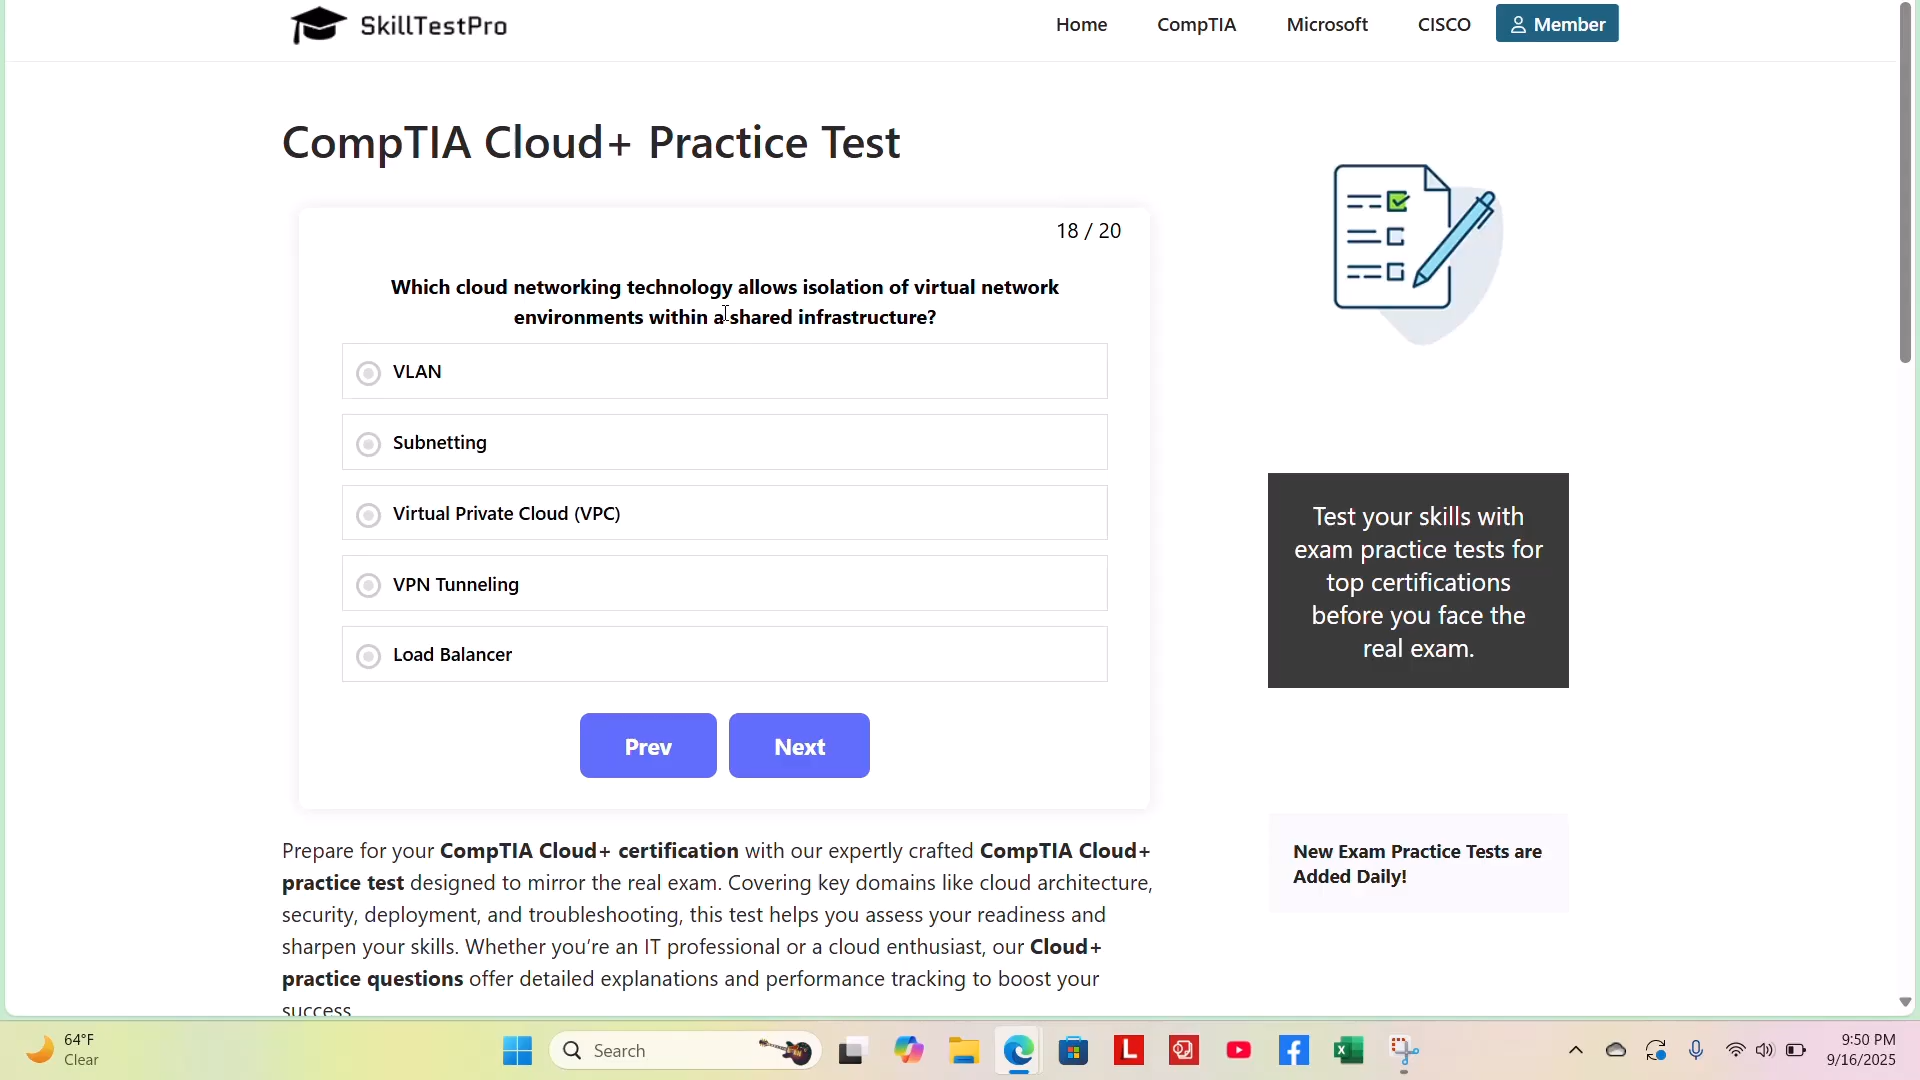 SkillTestPro
Home CompTIA Microsoft CISCO Member
CompTIA Cloud+ Practice Test
18 / 20
Which cloud networking technology allows isolation of virtual network
environments within a shared infrastructure?
VLAN
Subnetting
Virtual Private Cloud (VPC)
VPN Tunneling
Load Balancer
Prev Next
Prepare for your CompTIA Cloud+ certification with our expertly crafted CompTIA Cloud+
practice test designed to mirror the real exam. Covering key domains like cloud architecture,
security, deployment, and troubleshooting, this test helps you assess your readiness and
sharpen your skills. Whether you’re an IT professional or a cloud enthusiast, our Cloud+
practice questions offer detailed explanations and performance tracking to boost your
success
Test your skills with
exam practice tests for
top certifications
before you face the
real exam.
New Exam Practice Tests are
Added Daily!
64°F
Clear
Search
L
9:50 PM
9/16/2025